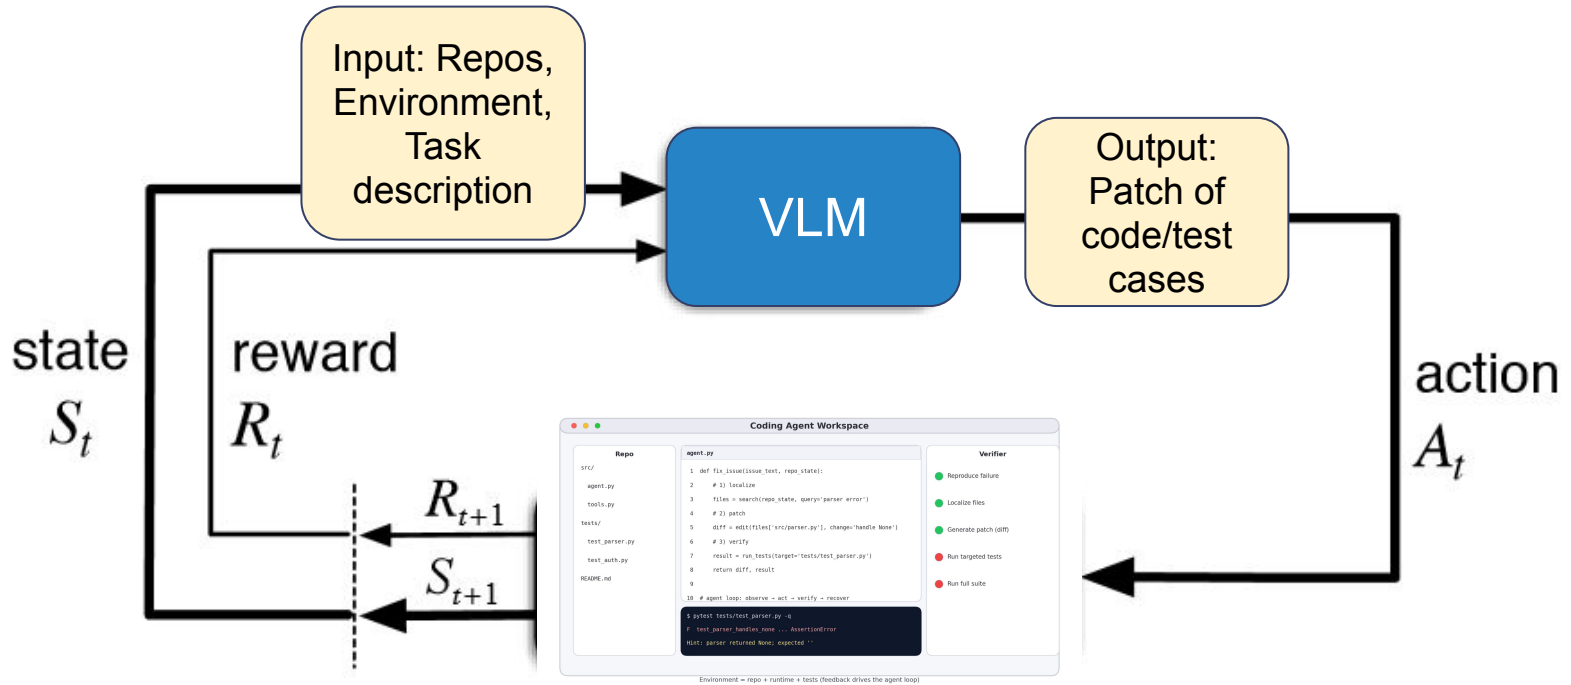 Input: Repos,
Environment,
Task
description
VLM
Output:
Patch of
code/test
cases
state
S_t
reward
R_t
action
A_t
R_{t+1}
S_{t+1}
Coding Agent Workspace
Repo
src/
agent.py
tools.py
tests/
test_parser.py
test_auth.py
README.md
agent.py
1 def fix_issue(issue_text, repo_state):
2 # 1) localize
3 files = search(repo_state, query='parser error')
4 # 2) patch
5 diff = edit(files['src/parser.py'], change='handle None')
6 # 3) verify
7 result = run_tests(target='tests/test_parser.py')
8 return diff, result
9
10 # agent loop: observe → act → verify → recover
$ pytest tests/test_parser.py -q
F test_parser_handles_none ... AssertionError
Hint: parser returned None; expected ''
Verifier
Reproduce failure
Localize files
Generate patch (diff)
Run targeted tests
Run full suite
Environment = repo + runtime + tests (feedback drives the agent loop)